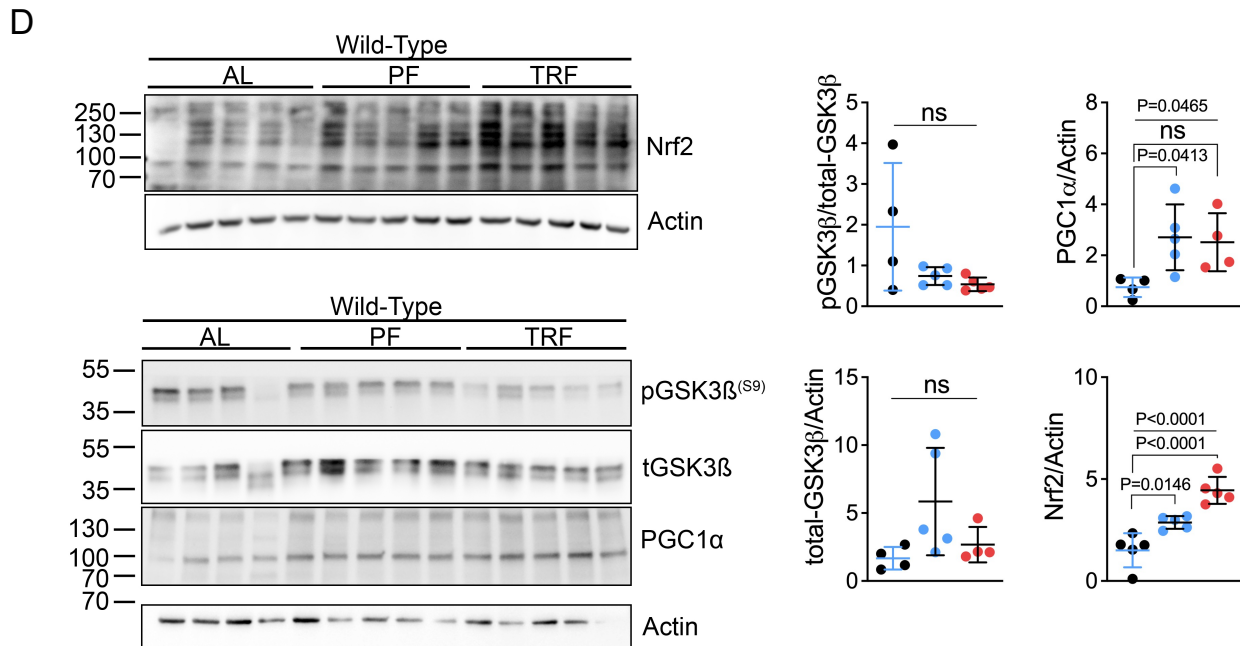 D
Wild-Type
AL PF TRF
250
130
100
70
Nrf2
Actin
Wild-Type
AL PF TRF
55
35
pGSK3ß(S9)
55
35
tGSK3ß
130
100
70
PGC1α
70
Actin
pGSK3β/total-GSK3β
5
4
3
2
1
0
ns
PGC1α/Actin
8
6
4
2
0
P=0.0465
ns
P=0.0413
total-GSK3β/Actin
15
10
5
0
ns
Nrf2/Actin
10
5
0
P<0.0001
P<0.0001
P=0.0146